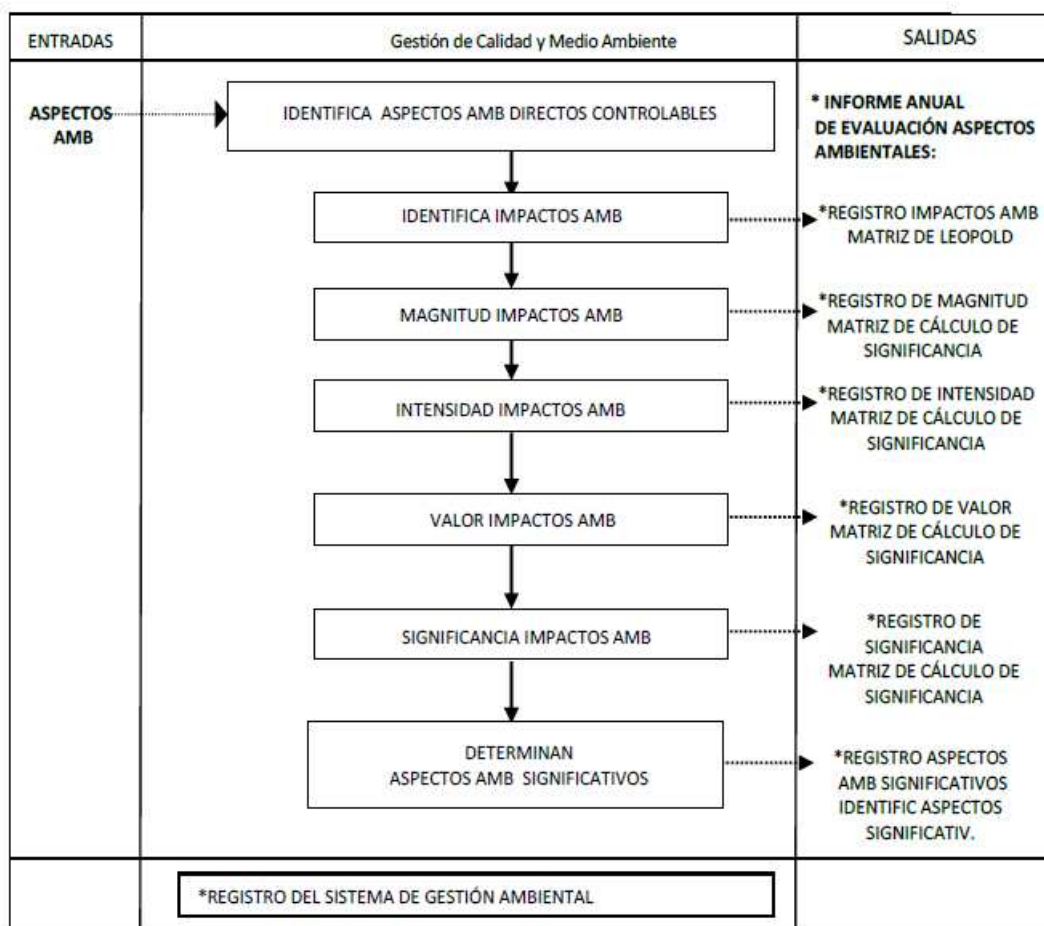 ENTRADAS
Gestión de Calidad y Medio Ambiente
SALIDAS
ASPECTOS
AMB
IDENTIFICA ASPECTOS AMB DIRECTOS CONTROLABLES
* INFORME ANUAL
DE EVALUACIÓN ASPECTOS
AMBIENTALES:
IDENTIFICA IMPACTOS AMB
*REGISTRO IMPACTOS AMB
MATRIZ DE LEOPOLD
MAGNITUD IMPACTOS AMB
*REGISTRO DE MAGNITUD
MATRIZ DE CÁLCULO DE
SIGNIFICANCIA
INTENSIDAD IMPACTOS AMB
*REGISTRO DE INTENSIDAD
MATRIZ DE CÁLCULO DE
SIGNIFICANCIA
VALOR IMPACTOS AMB
*REGISTRO DE VALOR
MATRIZ DE CÁLCULO DE
SIGNIFICANCIA
SIGNIFICANCIA IMPACTOS AMB
*REGISTRO DE
SIGNIFICANCIA
MATRIZ DE CÁLCULO DE
SIGNIFICANCIA
DETERMINAN
ASPECTOS AMB SIGNIFICATIVOS
*REGISTRO ASPECTOS
AMB SIGNIFICATIVOS
IDENTIFIC ASPECTOS
SIGNIFICATIV.
*REGISTRO DEL SISTEMA DE GESTIÓN AMBIENTAL